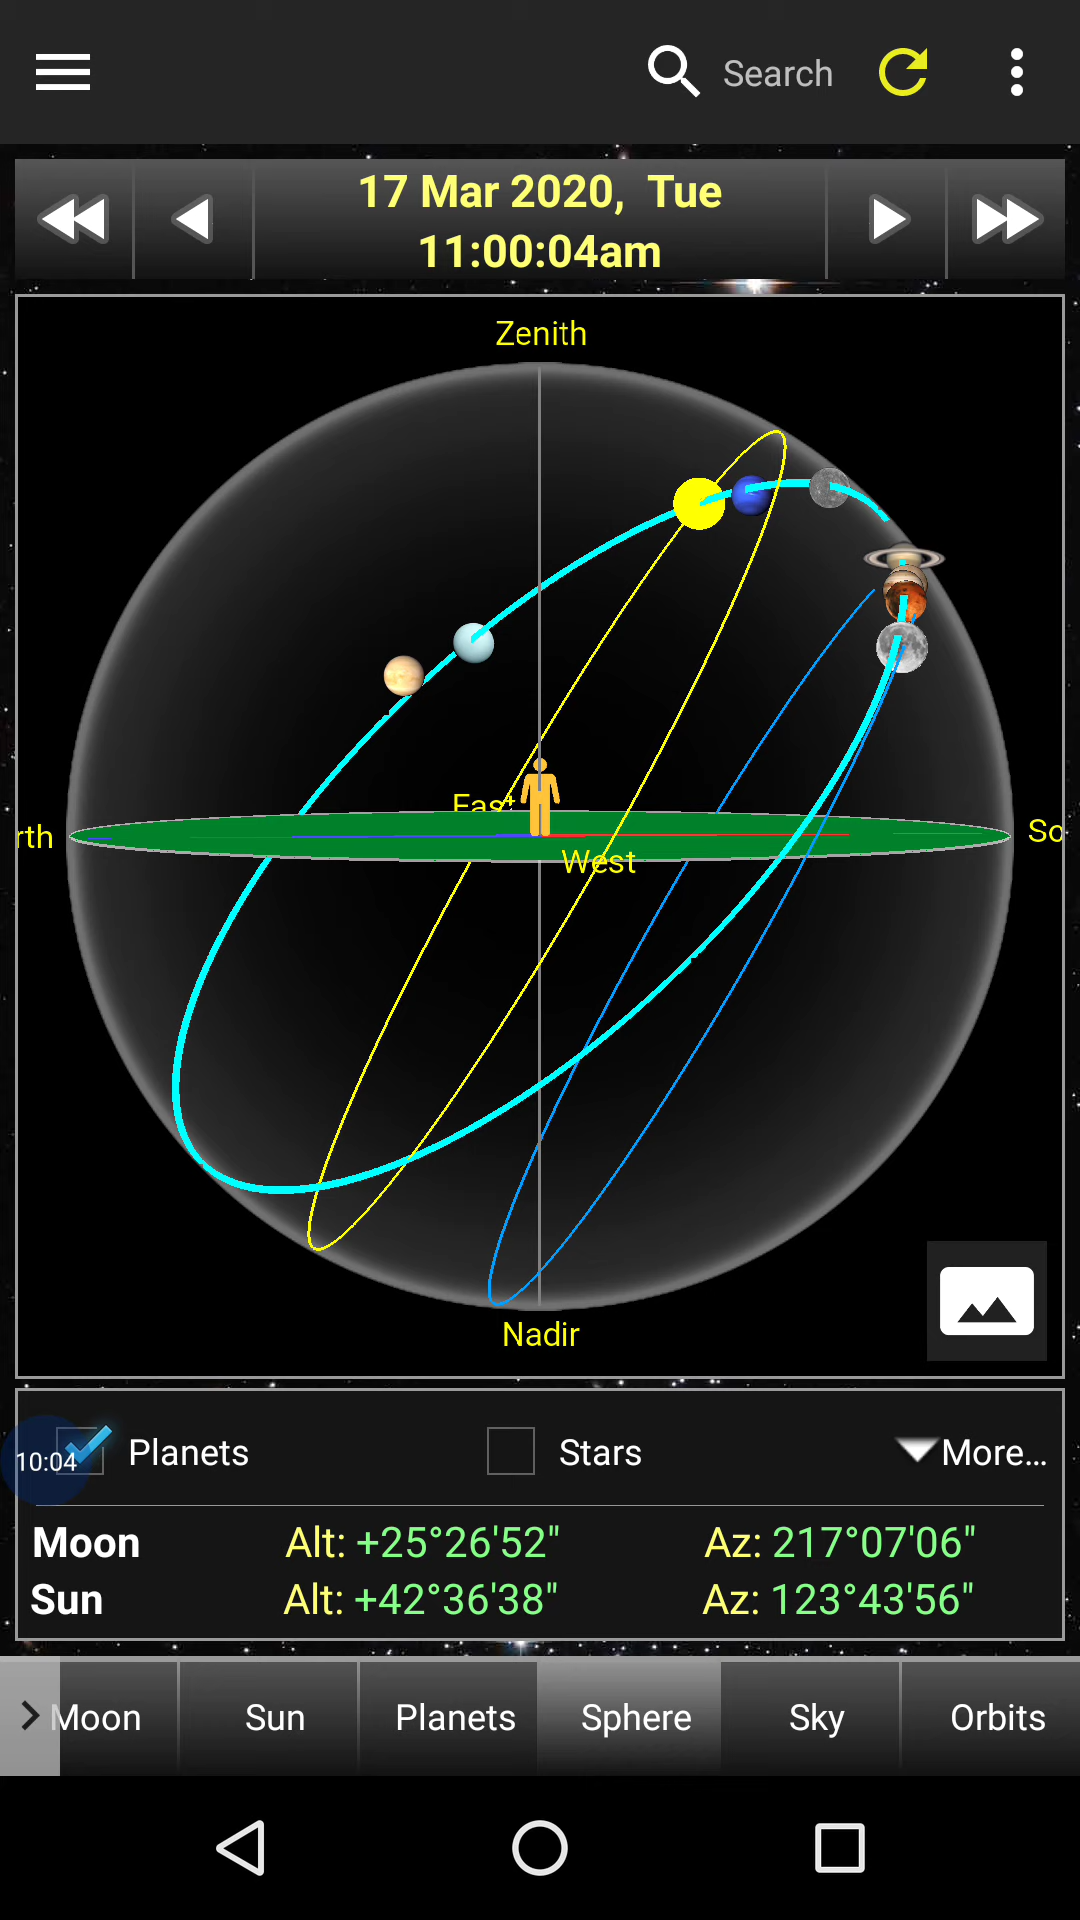 Search
17 Mar 2020, Tue
11:00:04am
Zenith
East
rth
So
West
Nadir
10:04
Planets
Stars
More...
Moon Alt: +25°26'52" Az: 217°07'06"
Sun Alt: +42°36'38" Az: 123°43'56"
Moon Sun Planets Sphere Sky Orbits